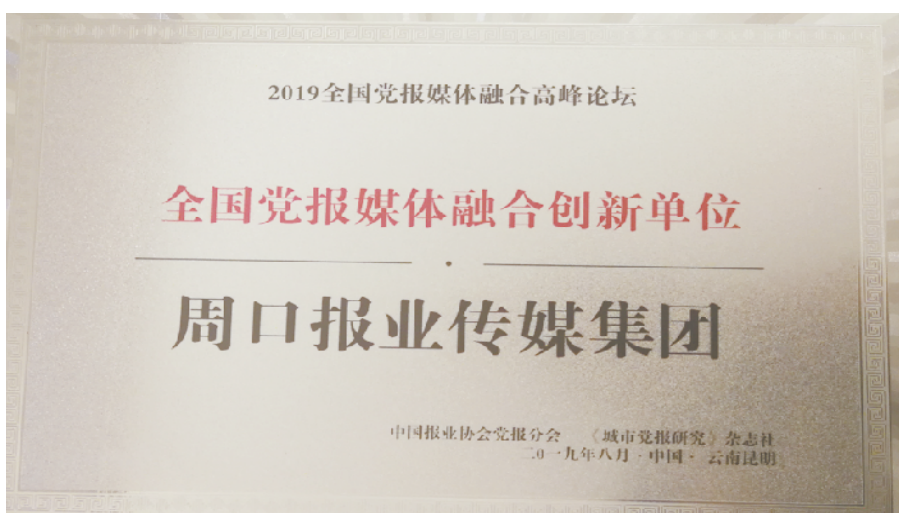 2019全国党报媒体融合高峰论坛
全国党报媒体融合创新单位
周口报业传媒集团
中国报业协会党报分会 《城市党报研究》杂志社
二0一九年八月·中国·云南昆明